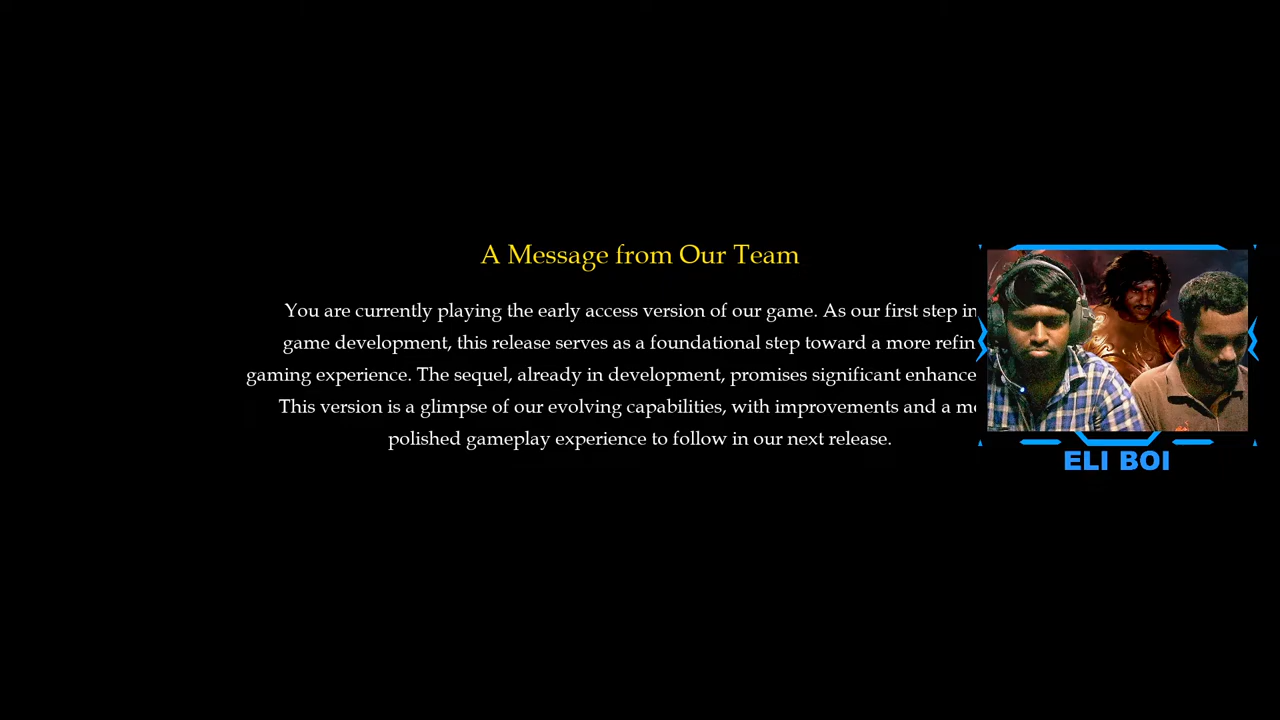 A Message from Our Team
You are currently playing the early access version of our game. As our first step in
game development, this release serves as a foundational step toward a more
gaming experience. The sequel, already in development, promises significant
This version is a glimpse of our evolving capabilities, with improvements and a
polished gameplay experience to follow in our next release.
ELI BOI